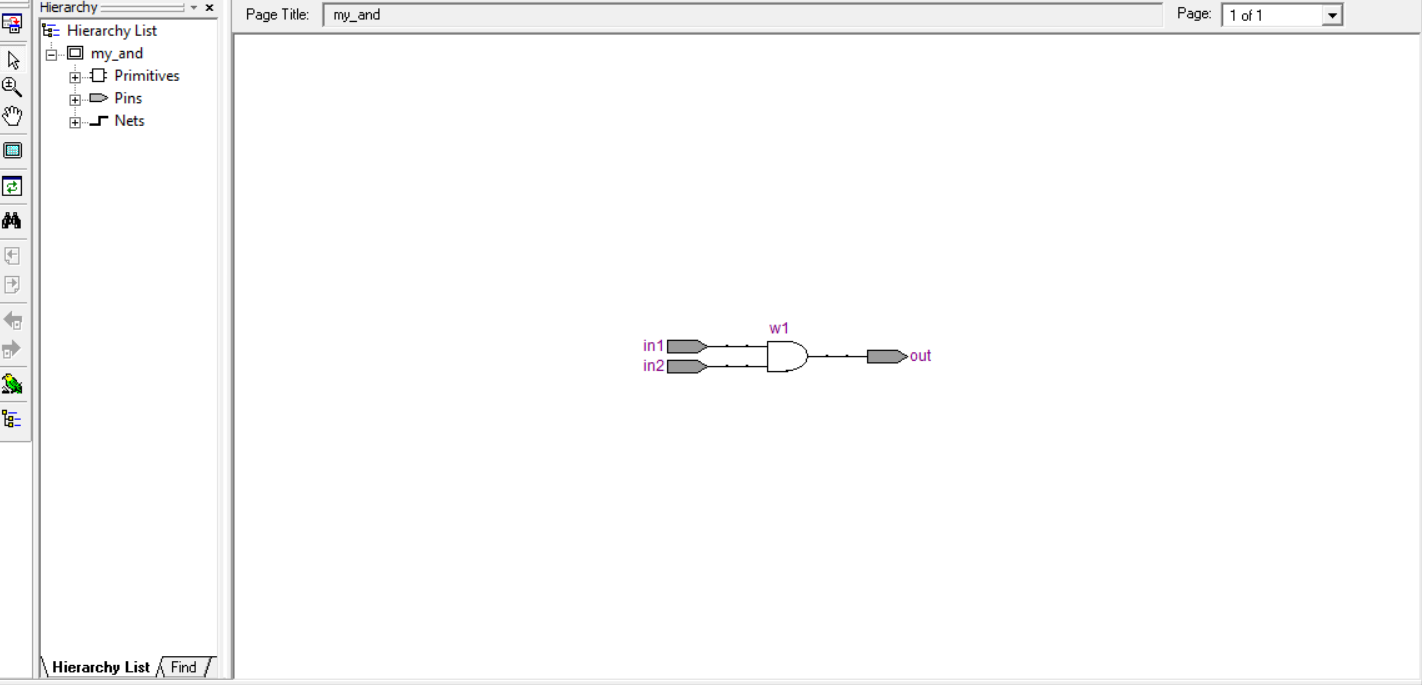 Hierarchy
Page Title: my_and
Page: 1 of 1
Hierarchy List
my_and
Primitives
Pins
Nets
w1
in1
in2
out
Hierarchy List Find